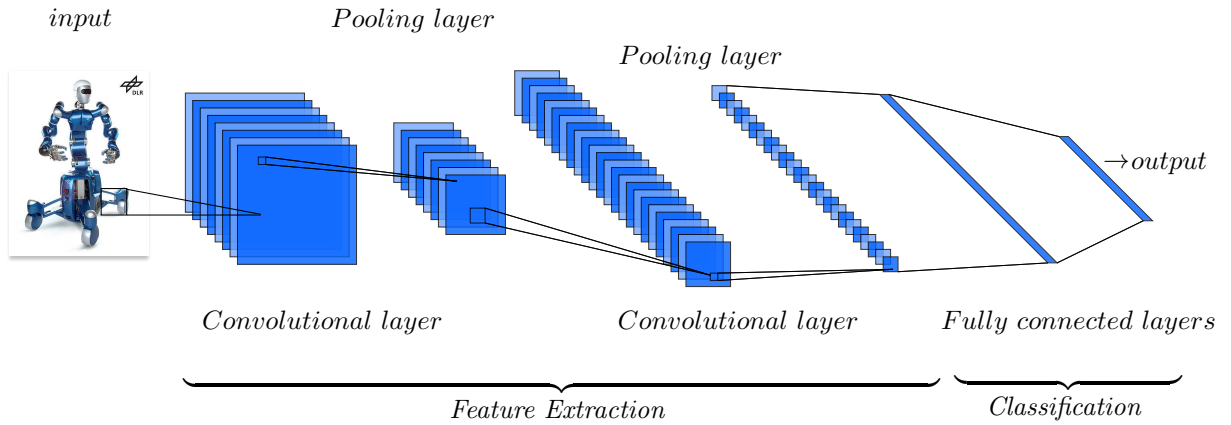 input
Pooling layer
Pooling layer
DLR
→output
Convolutional layer
Convolutional layer
Fully connected layers
Feature Extraction
Classification